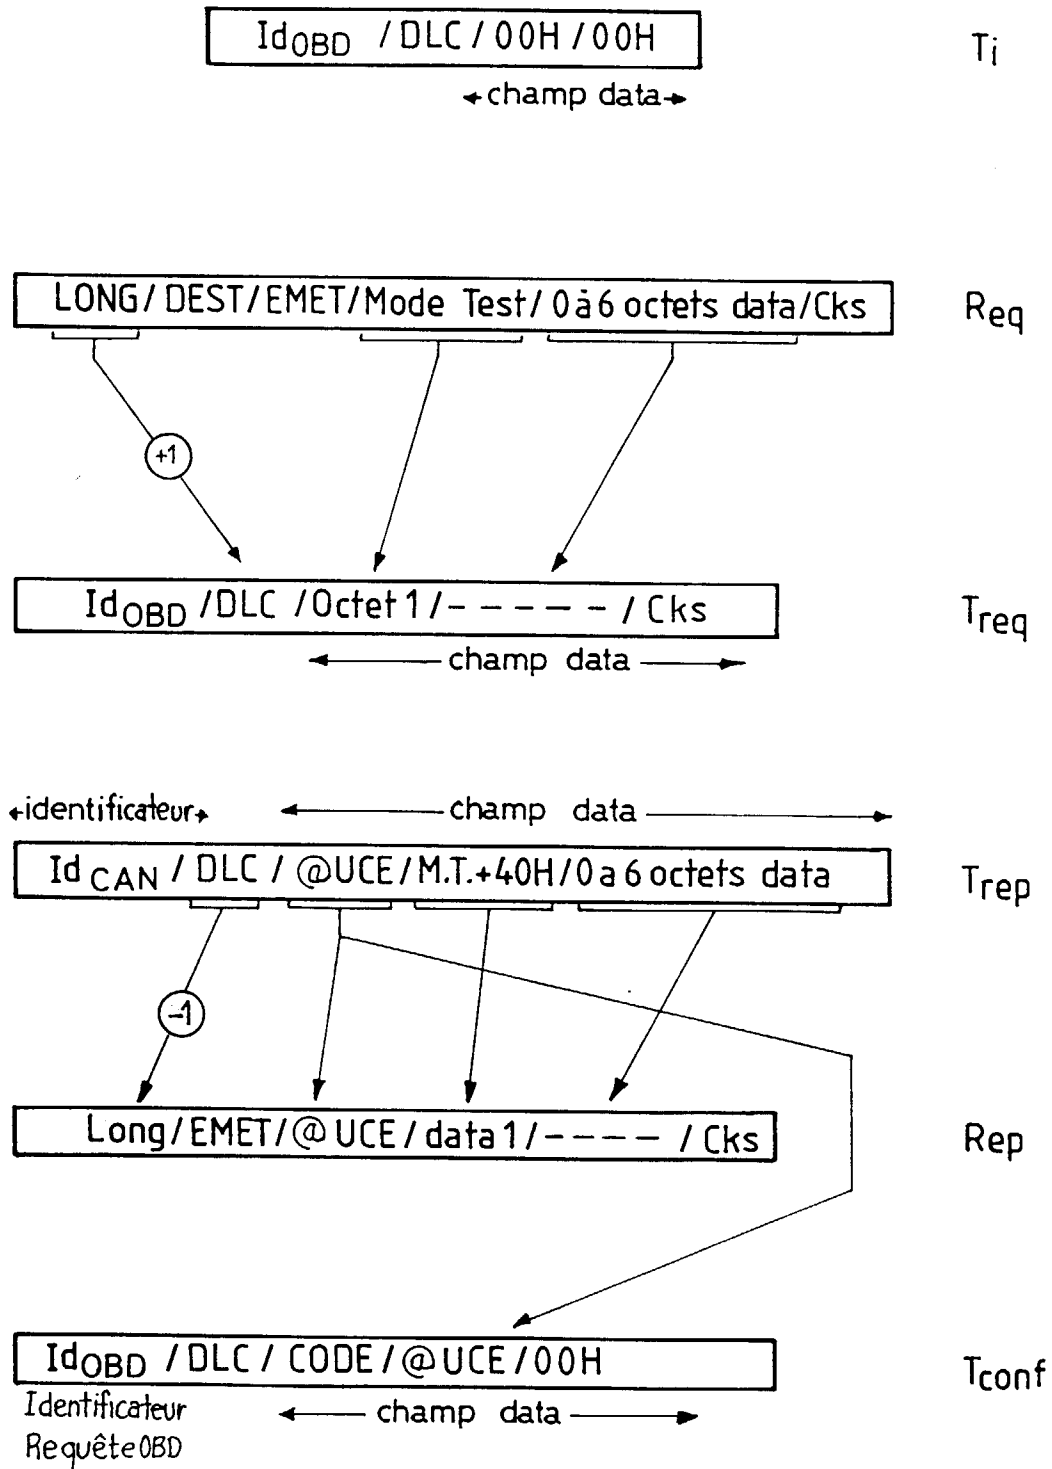 IdOBD /DLC/00H/00H
Ti
champ data
LONG/DEST/EMET/Mode Test/0à6 octets data/Cks
Req
+1
IdOBD/DLC/Octet1/-----/Cks
Treq
champ data
identificateur
champ data
IdCAN/DLC/@UCE/M.T.+40H/0a6 octets data
Trep
-1
Long/EMET/@UCE/data1/----/Cks
Rep
IdOBD/DLC/CODE/@UCE/00H
Tconf
Identificateur
Requête OBD
champ data